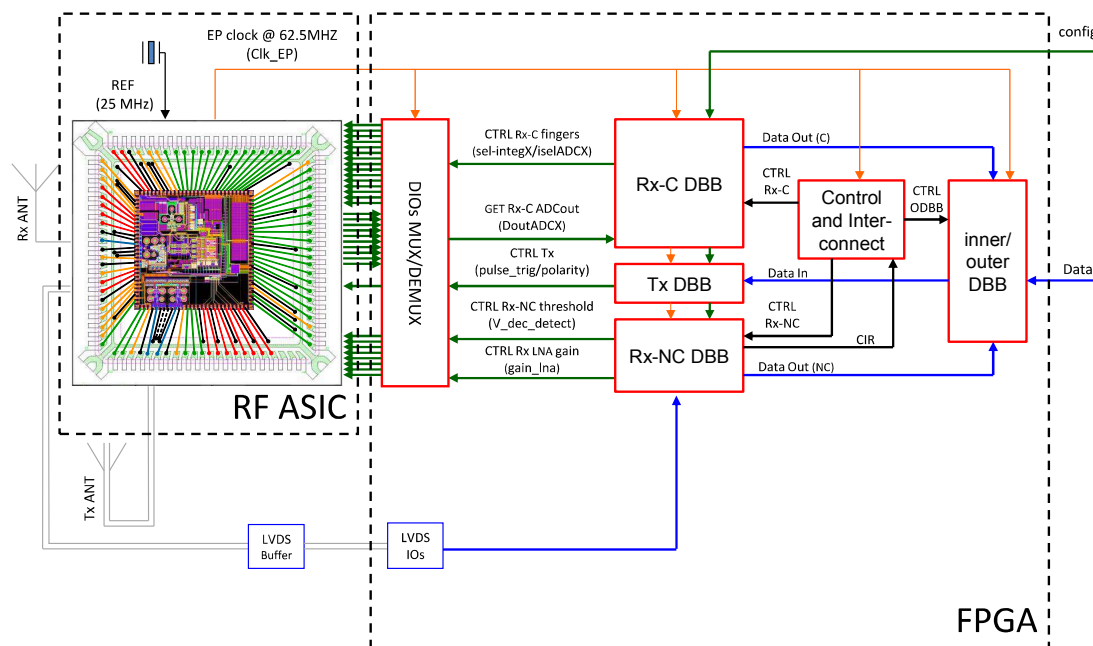 EP clock @ 62.5MHZ
(Clk_EP)
config
REF
(25 MHz)
Rx ANT
CTRL Rx-C fingers
(sel-integX/iselADCX)
Data Out (C)
DIOs MUX/DEMUX
Rx-C DBB
CTRL
Rx-C
Control
and Inter-
connect
CTRL
ODBB
GET Rx-C ADCout
(DoutADCX)
inner/
outer
DBB
CTRL Tx
(pulse_trig/polarity)
Tx DBB
Data In
Data
CTRL Rx-NC threshold
(V_dec_detect)
CTRL
Rx-NC
Rx-NC DBB
CIR
CTRL Rx LNA gain
(gain_lna)
Data Out (NC)
RF ASIC
Tx ANT
LVDS
Buffer
LVDS
IOs
FPGA